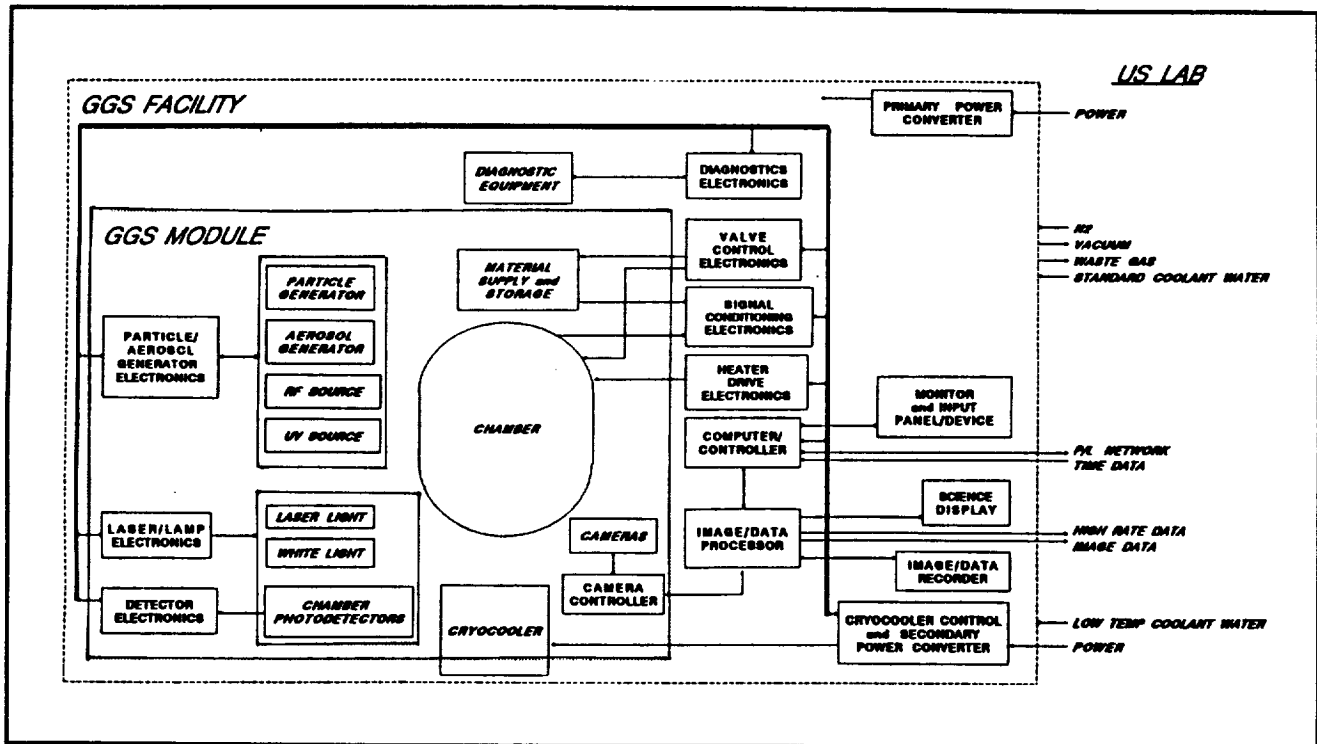 US LAB
GGS FACILITY
PRIMARY POWER
CONVERTER
POWER
DIAGNOSTIC
EQUIPMENT
DIAGNOSTICS
ELECTRONICS
GGS MODULE
VALVE
CONTROL
ELECTRONICS
N2
VACUUM
WASTE GAS
STANDARD COOLANT WATER
MATERIAL
SUPPLY and
STORAGE
PARTICLE
GENERATOR
SIGNAL
CONDITIONING
ELECTRONICS
PARTICLE/
AEROSOL
GENERATOR
ELECTRONICS
AEROSOL
GENERATOR
RF SOURCE
UV SOURCE
HEATER
DRIVE
ELECTRONICS
MONITOR
and INPUT
PANEL/DEVICE
CHAMBER
COMPUTER/
CONTROLLER
P/L NETWORK
TIME DATA
SCIENCE
DISPLAY
LASER/LAMP
ELECTRONICS
LASER LIGHT
WHITE LIGHT
CAMERAS
IMAGE/DATA
PROCESSOR
HIGH RATE DATA
IMAGE DATA
IMAGE/DATA
RECORDER
DETECTOR
ELECTRONICS
CHAMBER
PHOTODETECTORS
CAMERA
CONTROLLER
CRYOCOOLER
CRYOCOOLER CONTROL
and SECONDARY
POWER CONVERTER
LOW TEMP COOLANT WATER
POWER